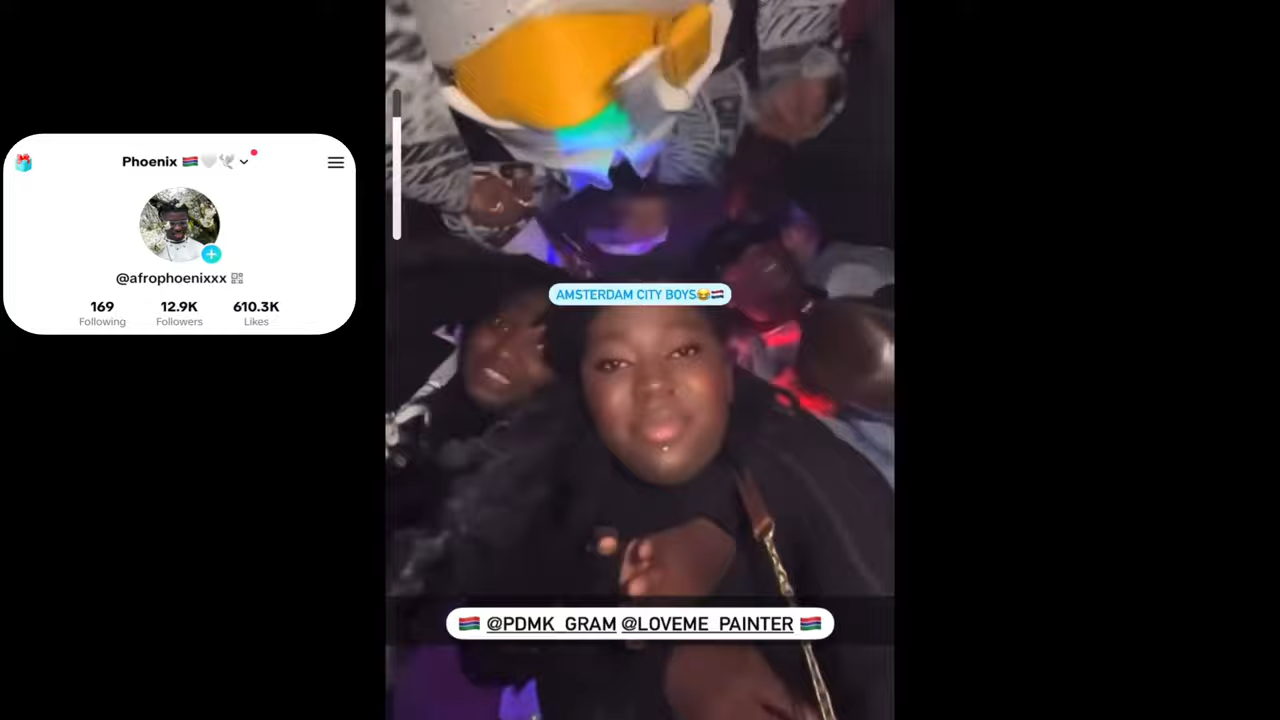 Phoenix 🇬🇲🤍🕊
@afrophoenixxx
169 12.9K 610.3K
Following Followers Likes
AMSTERDAM CITY BOYS😂🇳🇱
🇬🇲 @PDMK_GRAM @LOVEME_PAINTER 🇬🇲